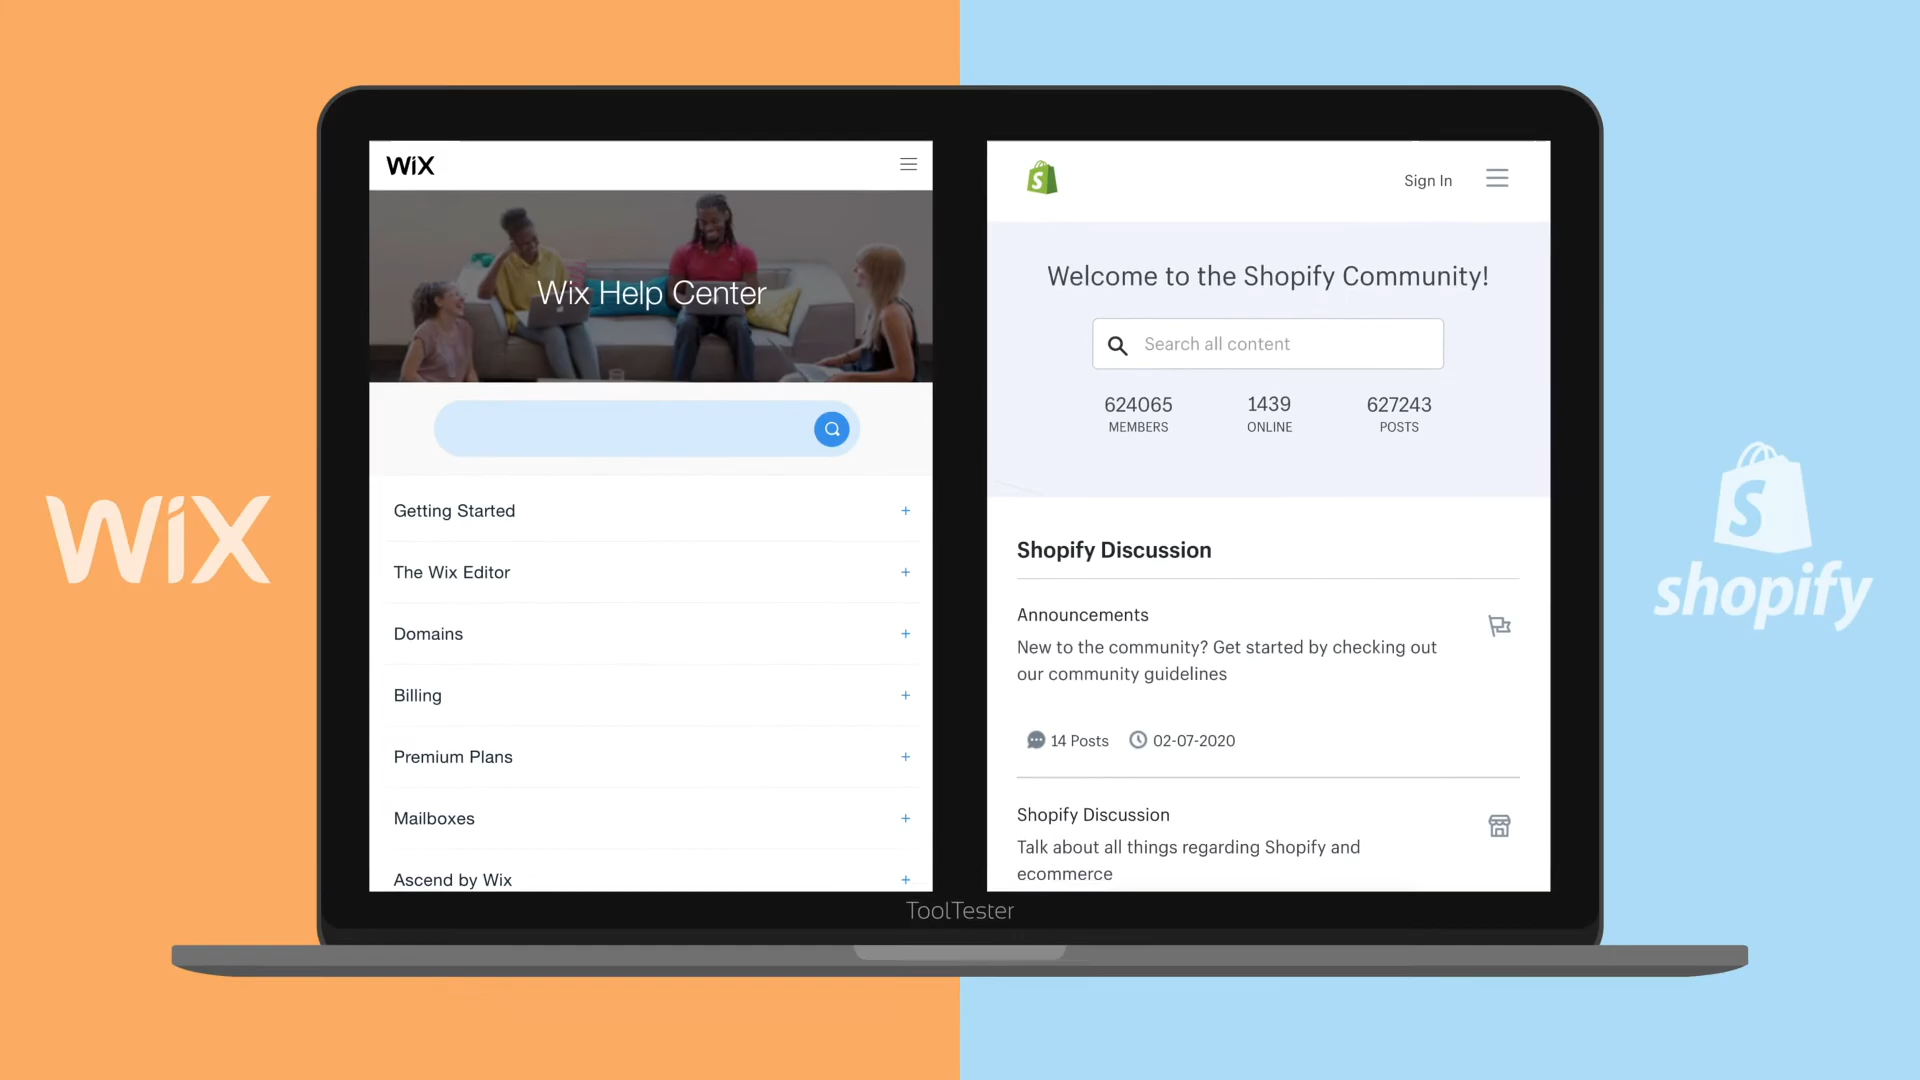 WiX
WiX
Wix Help Center
Getting Started
The Wix Editor
Domains
Billing
Premium Plans
Mailboxes
Ascend by Wix
Sign In
Welcome to the Shopify Community!
Search all content
624065 1439 627243
MEMBERS ONLINE POSTS
Shopify Discussion
Announcements
New to the community? Get started by checking out
our community guidelines
14 Posts 02-07-2020
Shopify Discussion
Talk about all things regarding Shopify and
ecommerce
S
shopify
ToolTester